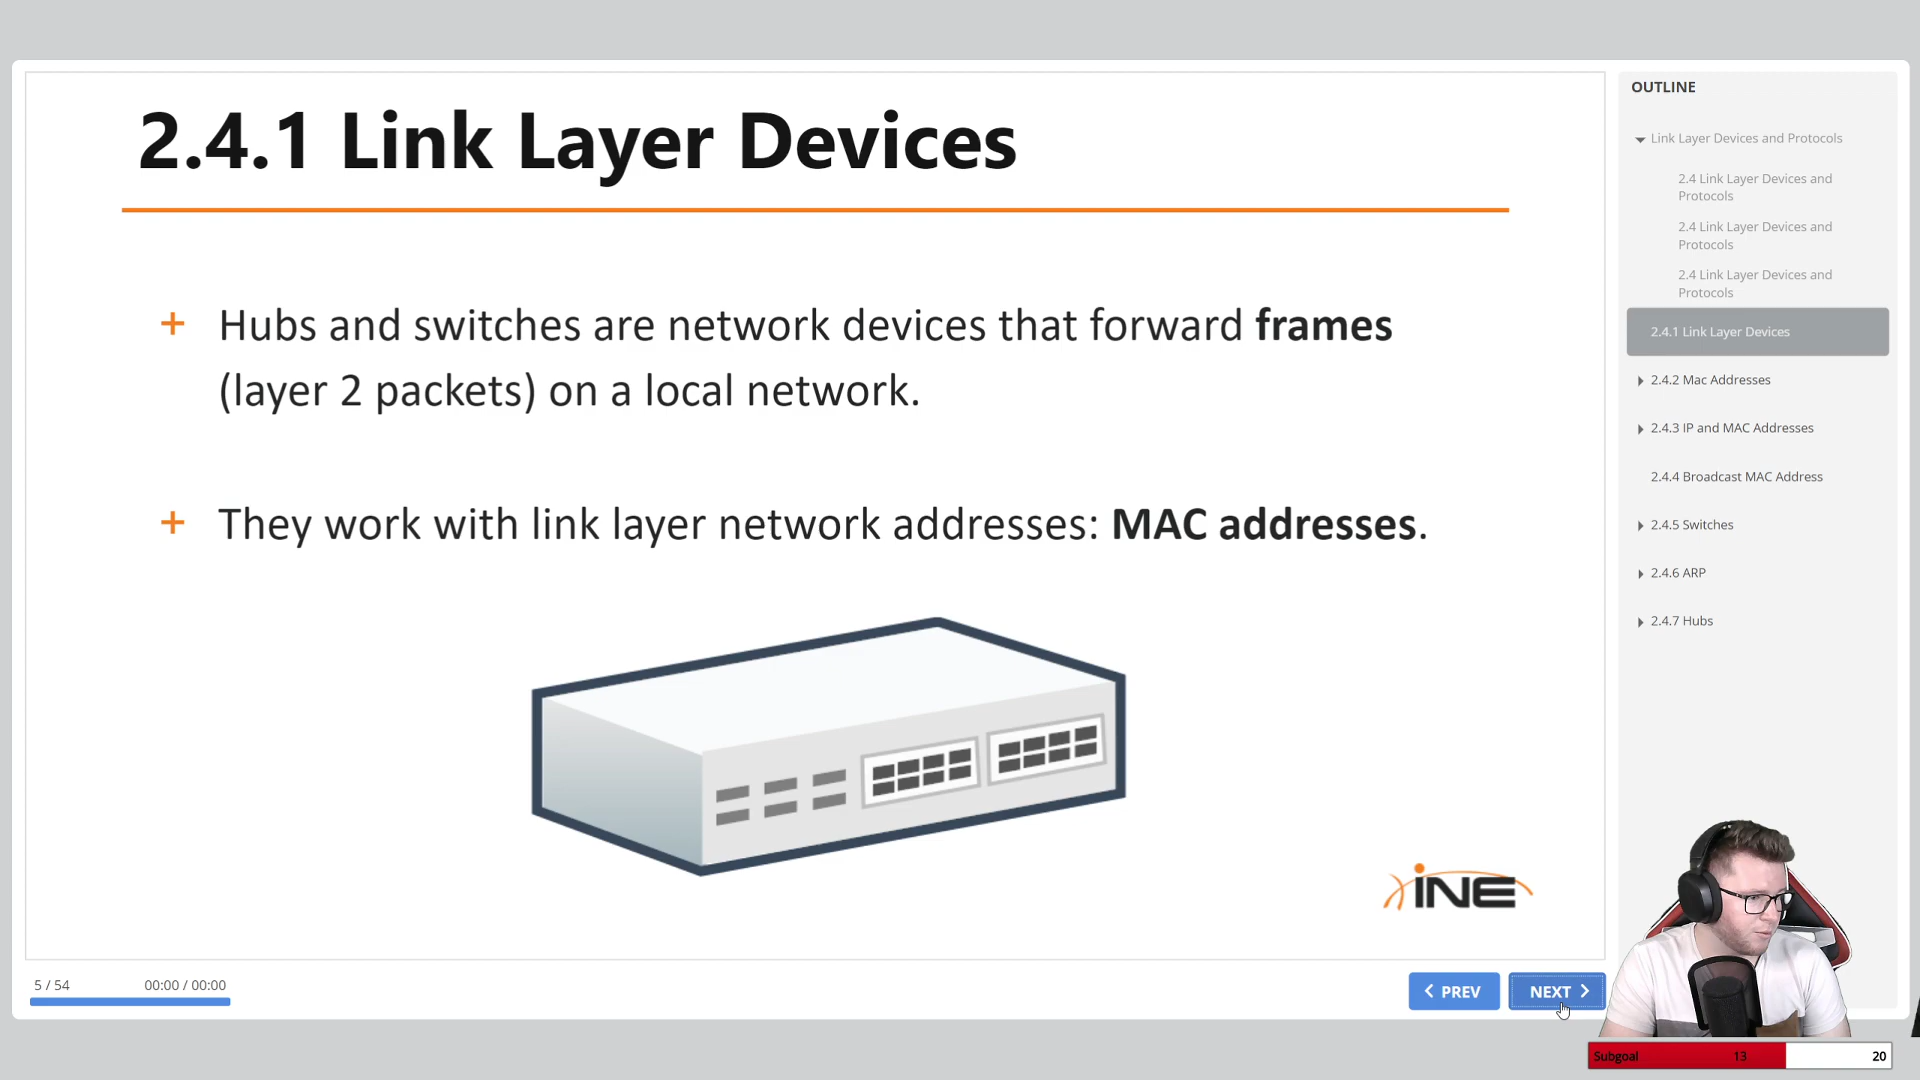 2.4.1 Link Layer Devices
+ Hubs and switches are network devices that forward frames
(layer 2 packets) on a local network.
+ They work with link layer network addresses: MAC addresses.
INE
5 / 54
00:00 / 00:00
PREV
NEXT
OUTLINE
Link Layer Devices and Protocols
2.4 Link Layer Devices and
Protocols
2.4 Link Layer Devices and
Protocols
2.4 Link Layer Devices and
Protocols
2.4.1 Link Layer Devices
2.4.2 Mac Addresses
2.4.3 IP and MAC Addresses
2.4.4 Broadcast MAC Address
2.4.5 Switches
2.4.6 ARP
2.4.7 Hubs
Subgoal 13 20